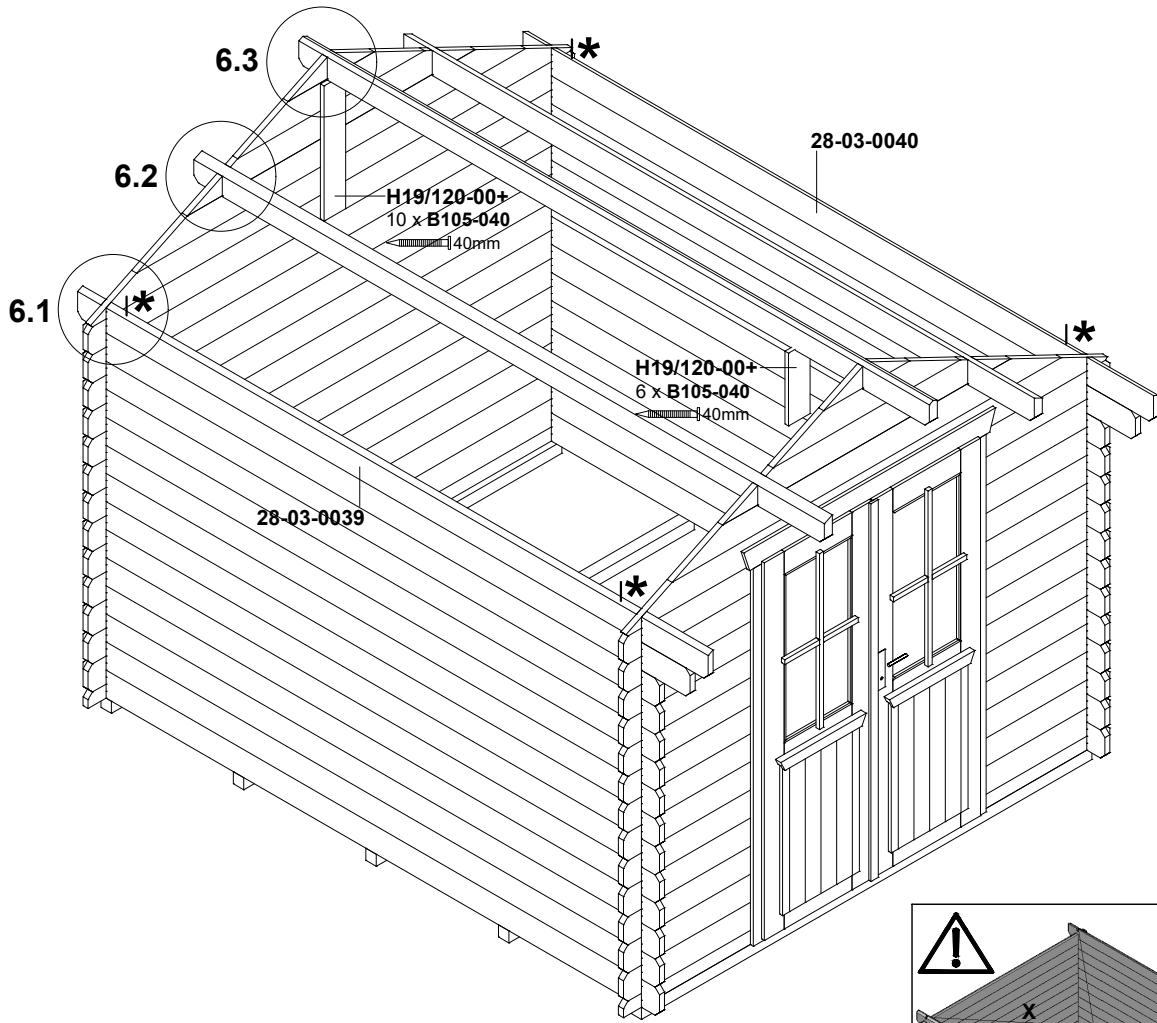 6.3
*
28-03-0040
6.2
H19/120-00+
10 x B105-040
40mm
6.1
*
*
H19/120-00+
6 x B105-040
40mm
28-03-0039
*
!
X